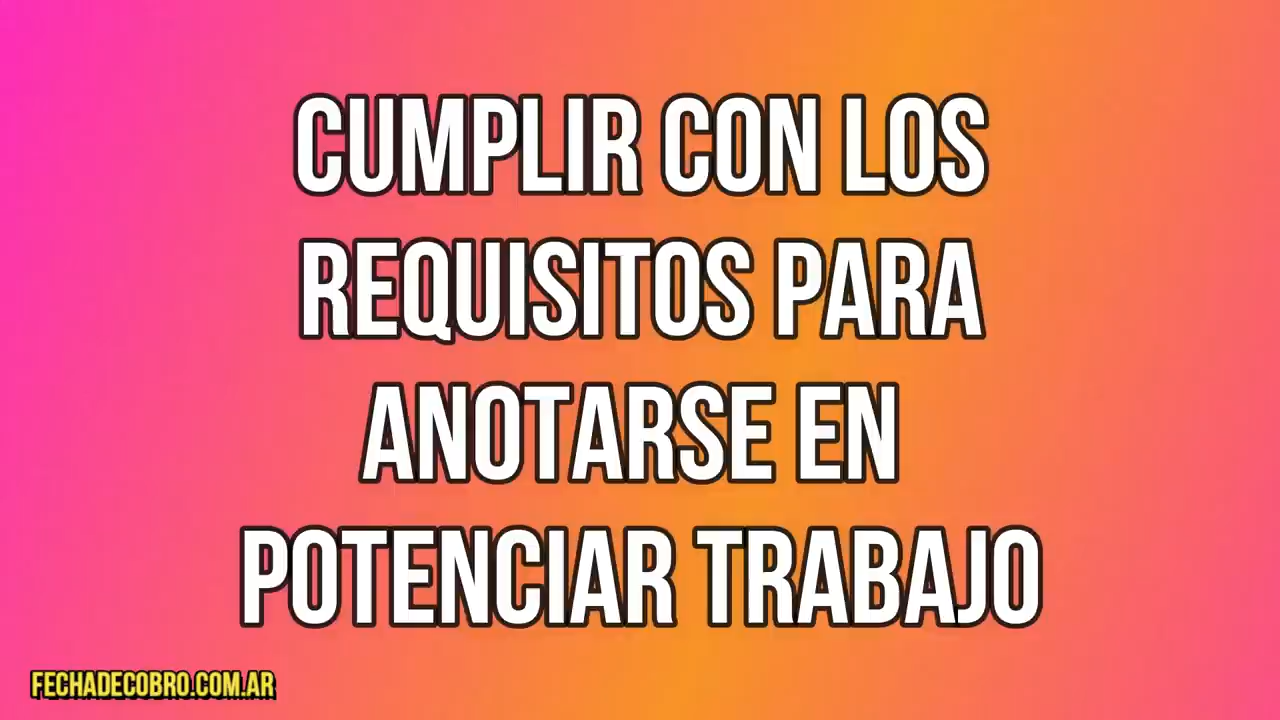 CUMPLIR CON LOS
REQUISITOS PARA
ANOTARSE EN
POTENCIAR TRABAJO
FECHADECOBRO.COM.AR